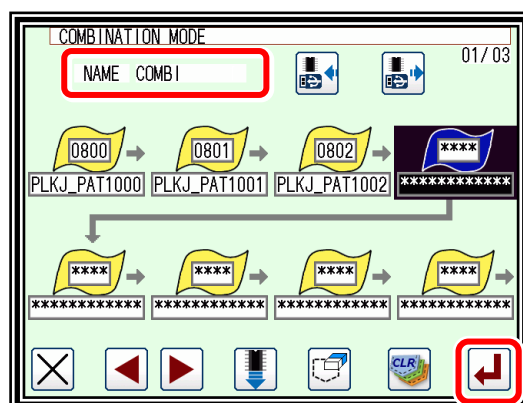 COMBINATION MODE
01/03
NAME COMBI
0800 0801 0802 ****
PLKJ_PAT1000 PLKJ_PAT1001 PLKJ_PAT1002 ************
**** **** **** ****
************ ************ ************ ************
CLR